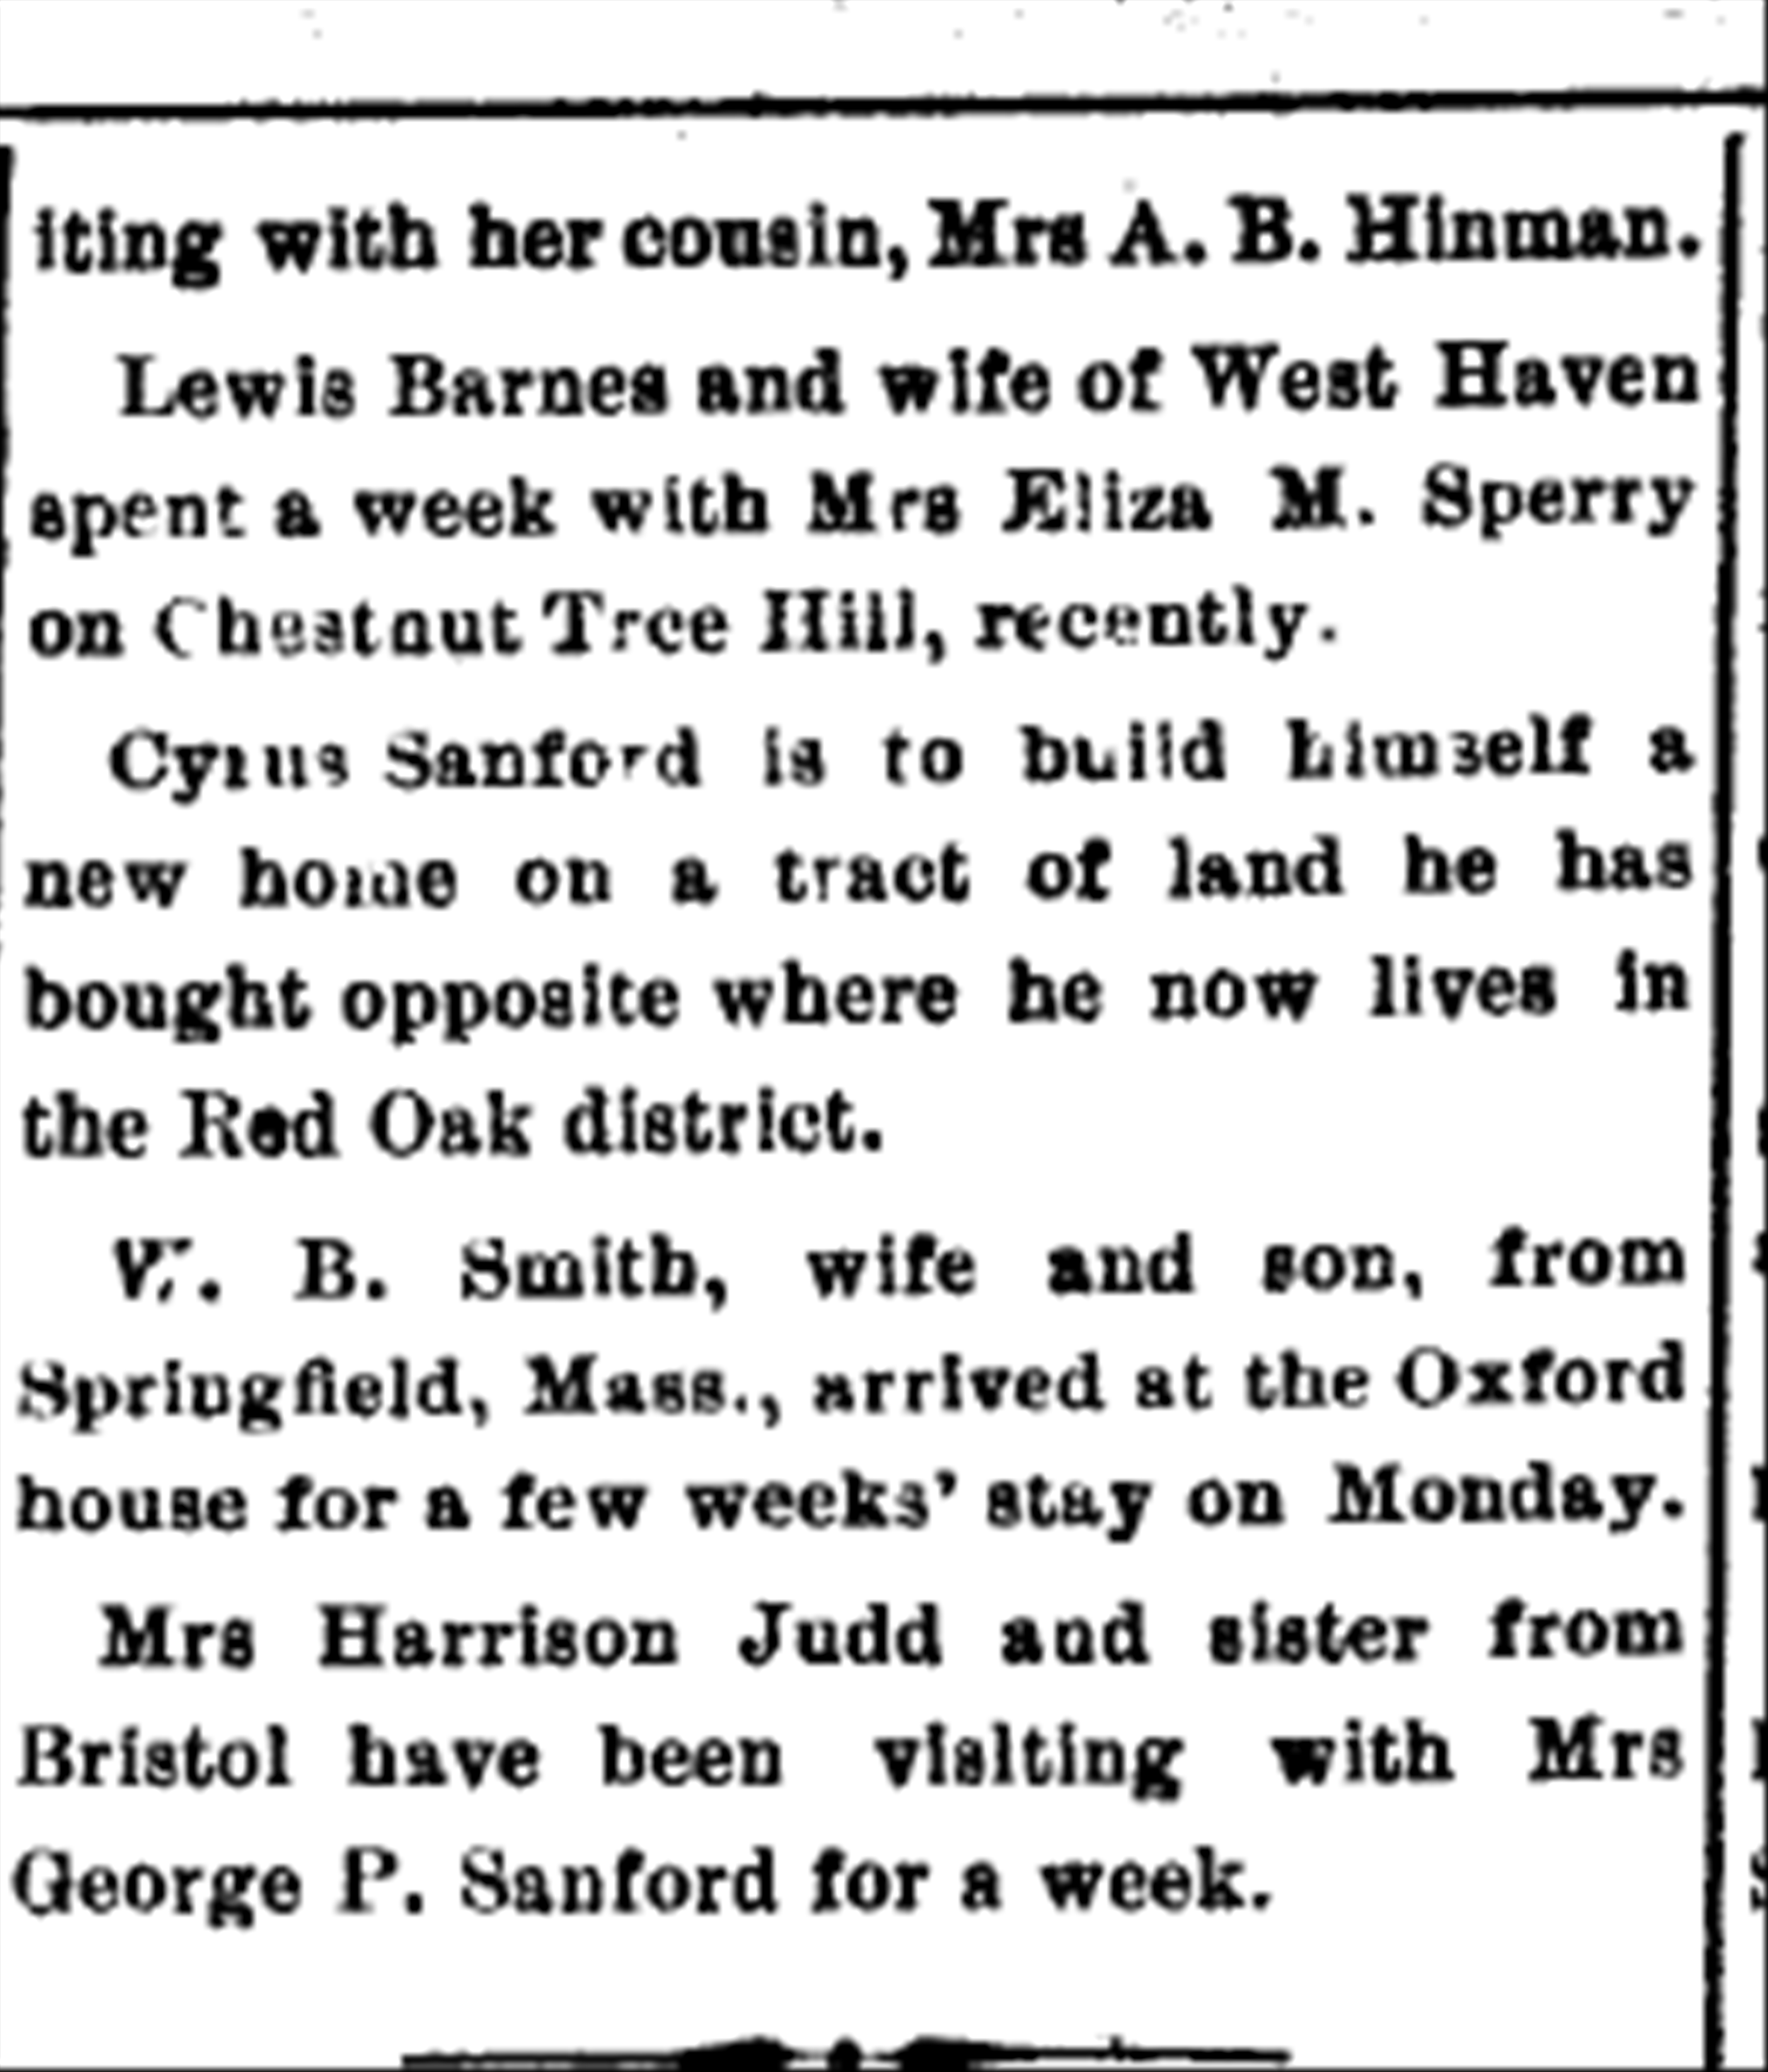 iting with her cousin, Mrs A. B. Hinman.
Lewis Barnes and wife of West Haven
spent a week with Mrs Eliza M. Sperry
on Chestnut Tree Hill, recently.
Cyrus Sanford is to build himself a
new home on a tract of land he has
bought opposite where he now lives in
the Red Oak district.
W. B. Smith, wife and son, from
Springfield, Mass., arrived at the Oxford
house for a few weeks' stay on Monday.
Mrs Harrison Judd and sister from
Bristol have been visiting with Mrs
George P. Sanford for a week.